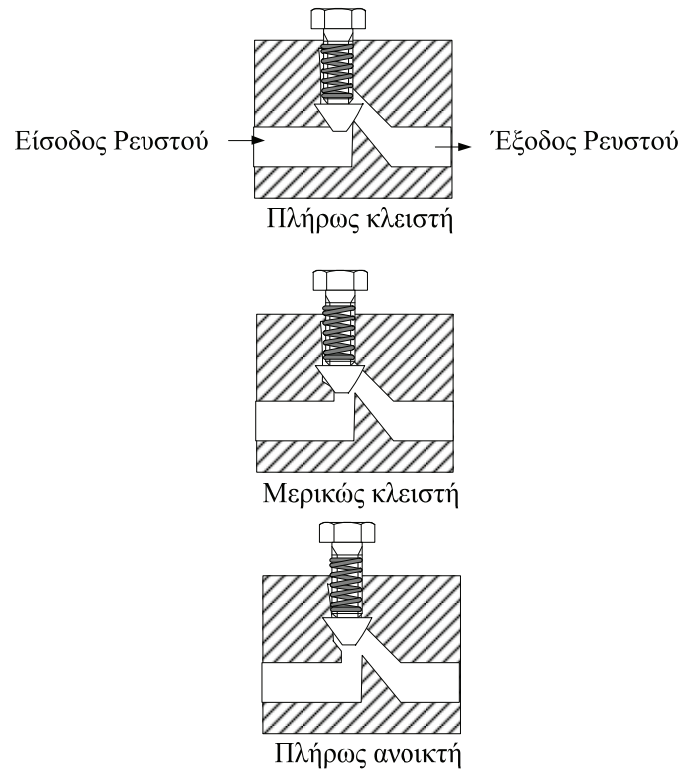 Είσοδος Ρευστού
Έξοδος Ρευστού
Πλήρως κλειστή
Μερικώς κλειστή
Πλήρως ανοικτή